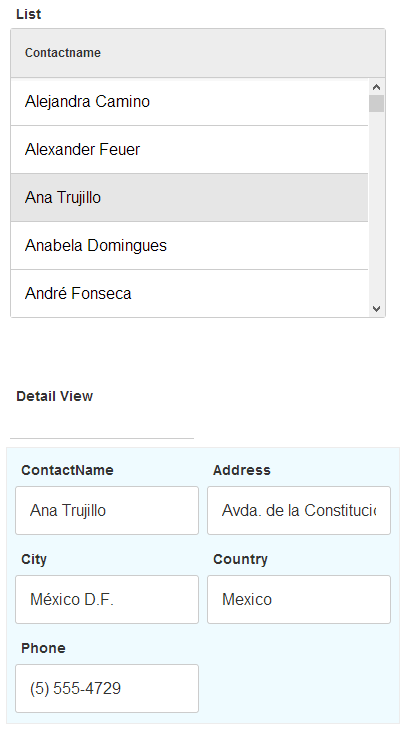 List
Contactname
Alejandra Camino
Alexander Feuer
Ana Trujillo
Anabela Domingues
André Fonseca
Detail View
ContactName Address
Ana Trujillo Avda. de la Constitució
City Country
México D.F. Mexico
Phone
(5) 555-4729